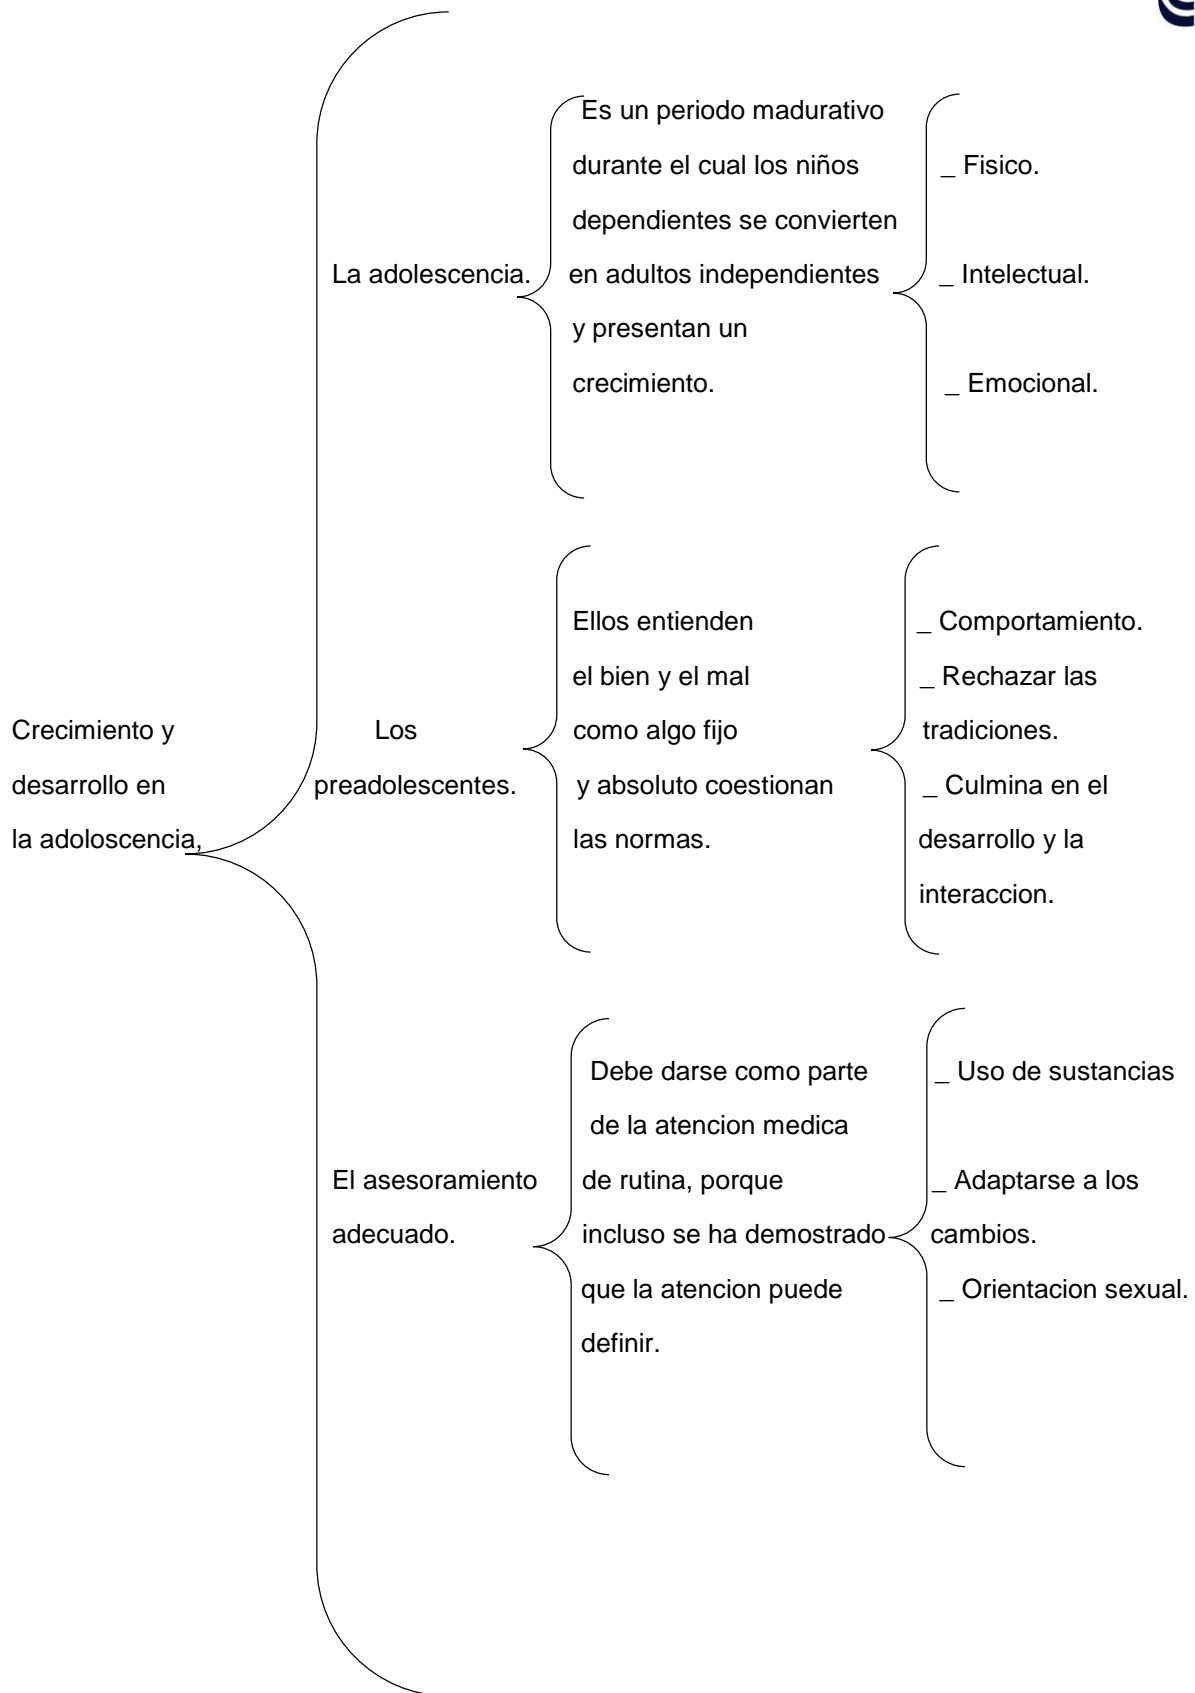 Crecimiento y
desarrollo en
la adoloscencia,
La adolescencia.
Es un periodo madurativo
durante el cual los niños
dependientes se convierten
en adultos independientes
y presentan un
crecimiento.
_ Fisico.
_ Intelectual.
_ Emocional.
Los
preadolescentes.
Ellos entienden
el bien y el mal
como algo fijo
y absoluto coestionan
las normas.
_ Comportamiento.
_ Rechazar las
tradiciones.
_ Culmina en el
desarrollo y la
interaccion.
El asesoramiento
adecuado.
Debe darse como parte
de la atencion medica
de rutina, porque
incluso se ha demostrado
que la atencion puede
definir.
_ Uso de sustancias
_ Adaptarse a los
cambios.
_ Orientacion sexual.